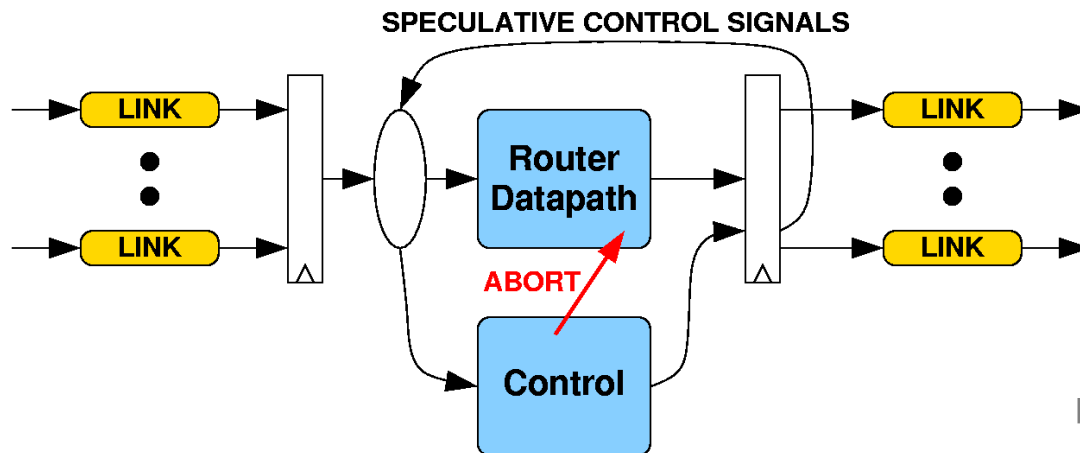 SPECULATIVE CONTROL SIGNALS
LINK
LINK
Router
Datapath
LINK
LINK
ABORT
Control